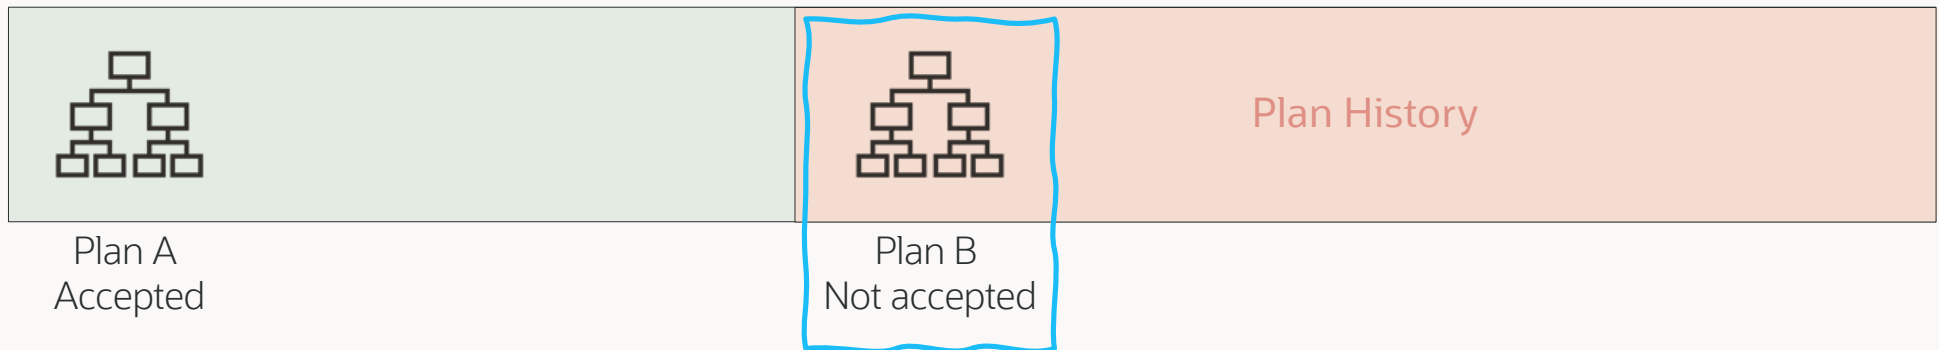 Plan History
Plan A
Accepted
Plan B
Not accepted